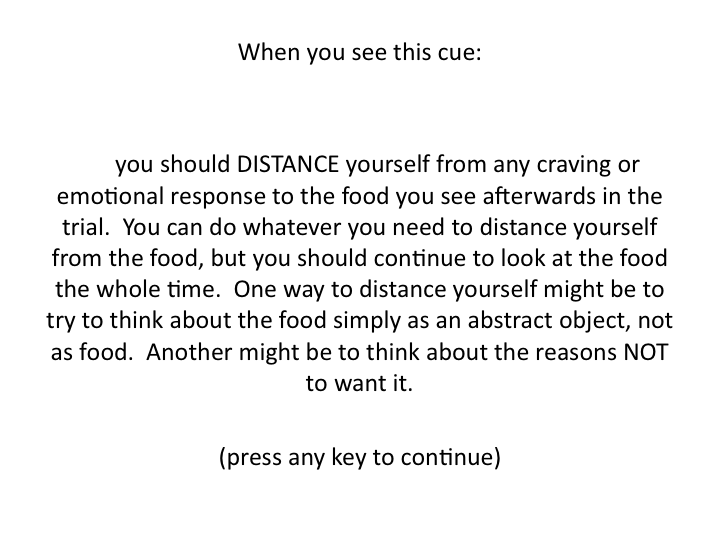 When you see this cue:
you should DISTANCE yourself from any craving or
emotional response to the food you see afterwards in the
trial.  You can do whatever you need to distance yourself
from the food, but you should continue to look at the food
the whole time.  One way to distance yourself might be to
try to think about the food simply as an abstract object, not
as food.  Another might be to think about the reasons NOT
to want it.
(press any key to continue)